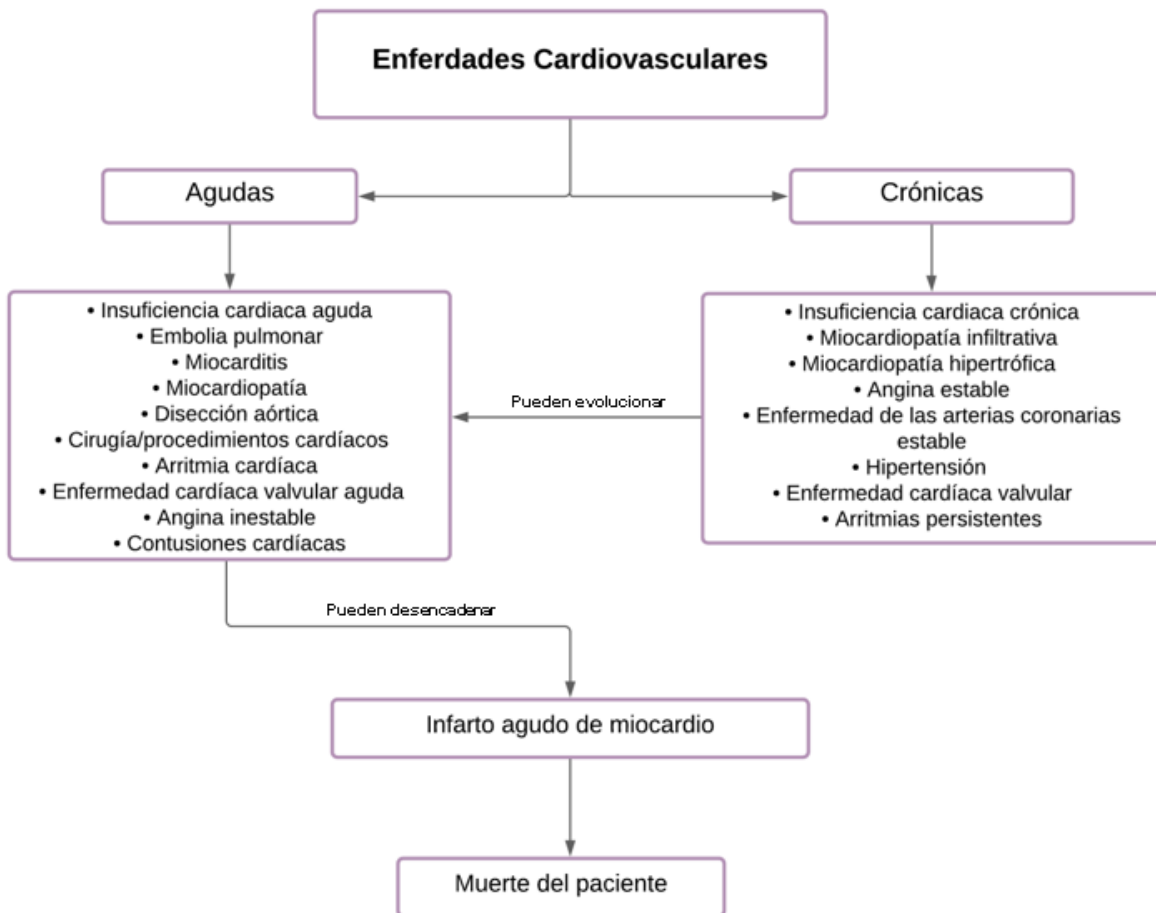 Enferdades Cardiovasculares
Agudas
Crónicas
• Insuficiencia cardiaca aguda
• Embolia pulmonar
• Miocarditis
• Miocardiopatía
• Disección aórtica
• Cirugía/procedimientos cardíacos
• Arritmia cardíaca
• Enfermedad cardíaca valvular aguda
• Angina inestable
• Contusiones cardíacas
Pueden evolucionar
• Insuficiencia cardiaca crónica
• Miocardiopatía infiltrativa
• Miocardiopatía hipertrófica
• Angina estable
• Enfermedad de las arterias coronarias
estable
• Hipertensión
• Enfermedad cardíaca valvular
• Arritmias persistentes
Pueden desencadenar
Infarto agudo de miocardio
Muerte del paciente